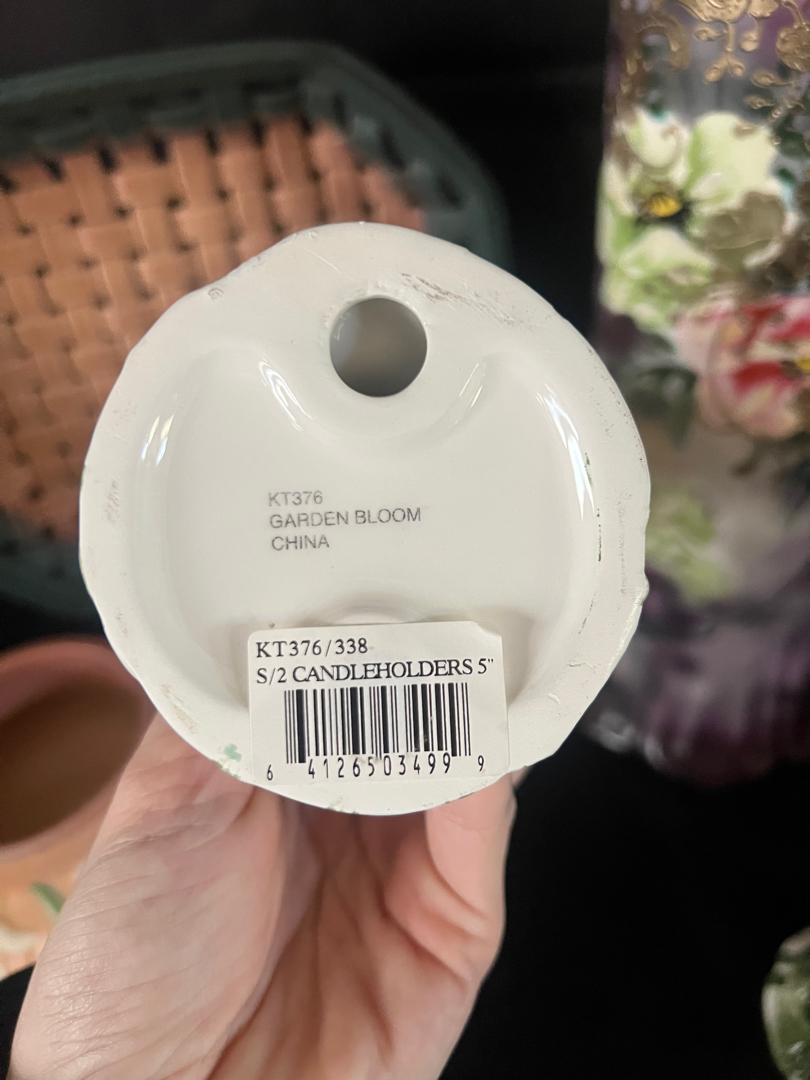 KT376
GARDEN BLOOM
CHINA
KT376/338
S/2 CANDLEHOLDERS 5"
6 41265 03499 9